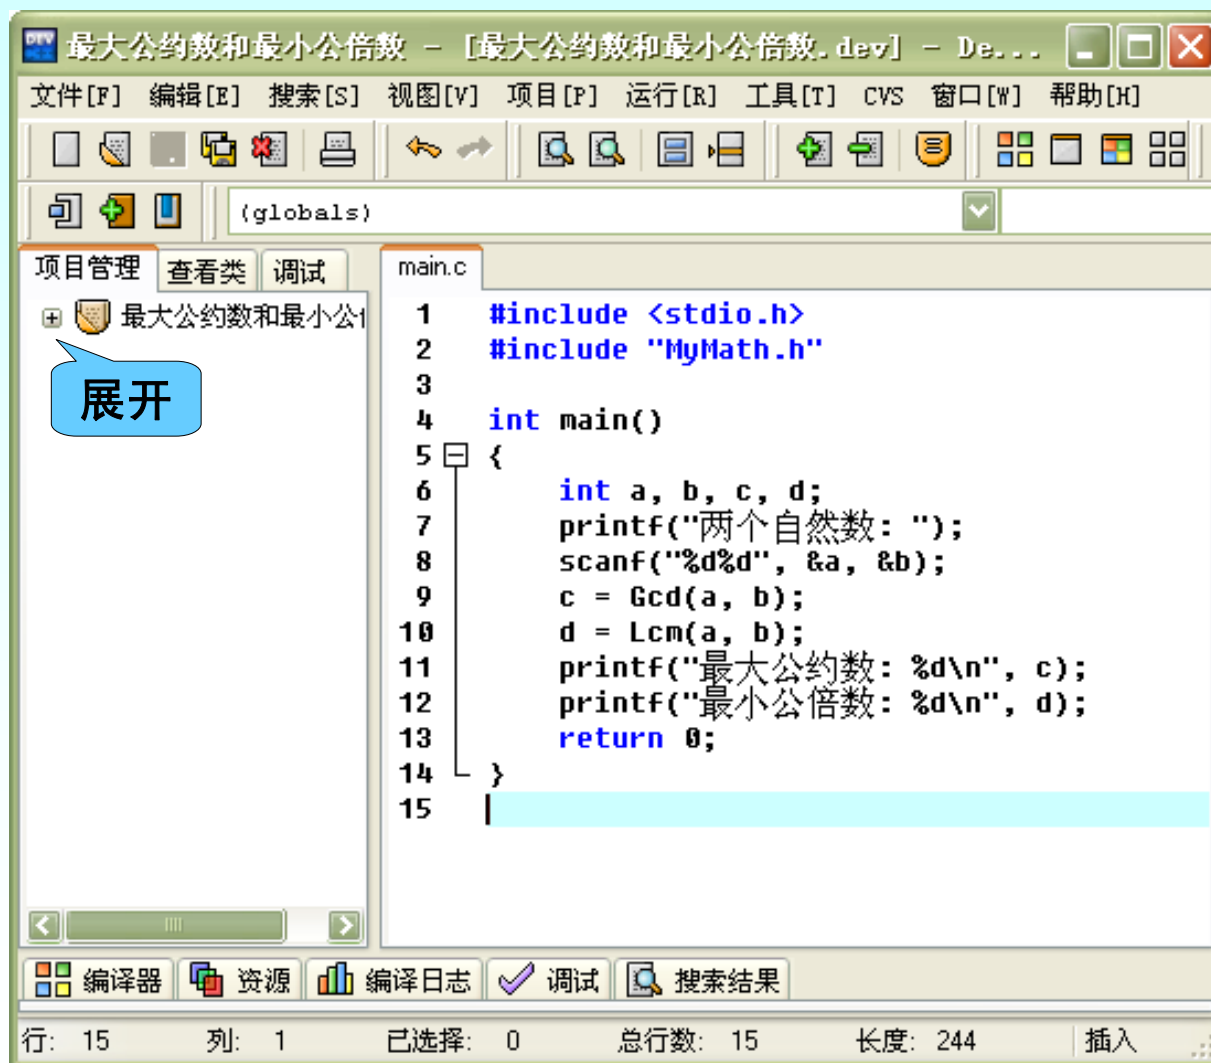 最大公约数和最小公倍数 - [最大公约数和最小公倍数.dev] - De...
文件[F] 编辑[E] 搜索[S] 视图[V] 项目[P] 运行[R] 工具[T] CVS 窗口[W] 帮助[H]
(globals)
项目管理 查看类 调试 main.c
最大公约数和最小公
展开
1 #include <stdio.h>
2 #include "MyMath.h"
3
4 int main()
5 {
6 int a, b, c, d;
7 printf("两个自然数: ");
8 scanf("%d%d", &a, &b);
9 c = Gcd(a, b);
10 d = Lcm(a, b);
11 printf("最大公约数: %d\n", c);
12 printf("最小公倍数: %d\n", d);
13 return 0;
14 }
15
编译器 资源 编译日志 调试 搜索结果
行: 15 列: 1 已选择: 0 总行数: 15 长度: 244 插入